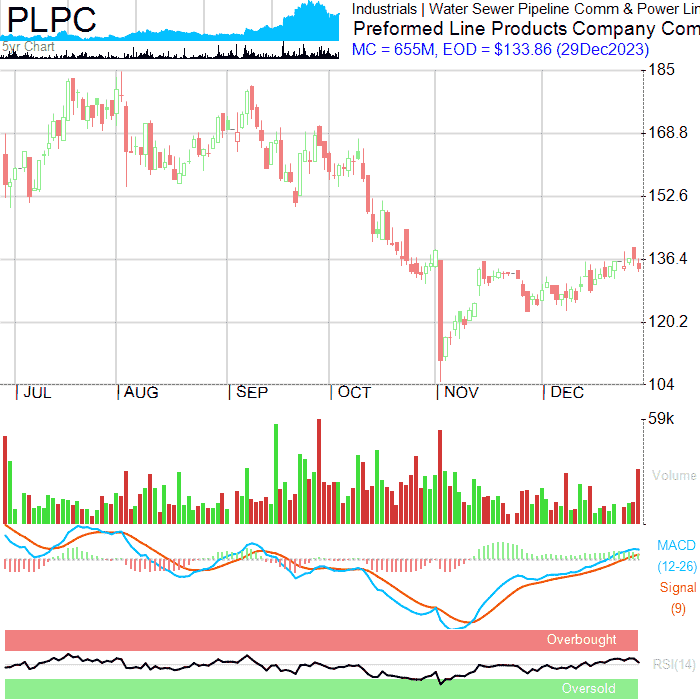 PLPC
5yr Chart
Industrials | Water Sewer Pipeline Comm & Power Lin
Preformed Line Products Company Com
MC = 655M, EOD = $133.86 (29Dec2023)
185
168.8
152.6
136.4
120.2
104
JUL AUG SEP OCT NOV DEC
59k
Volume
MACD
(12-26)
Signal
(9)
Overbought
RSI(14)
Oversold